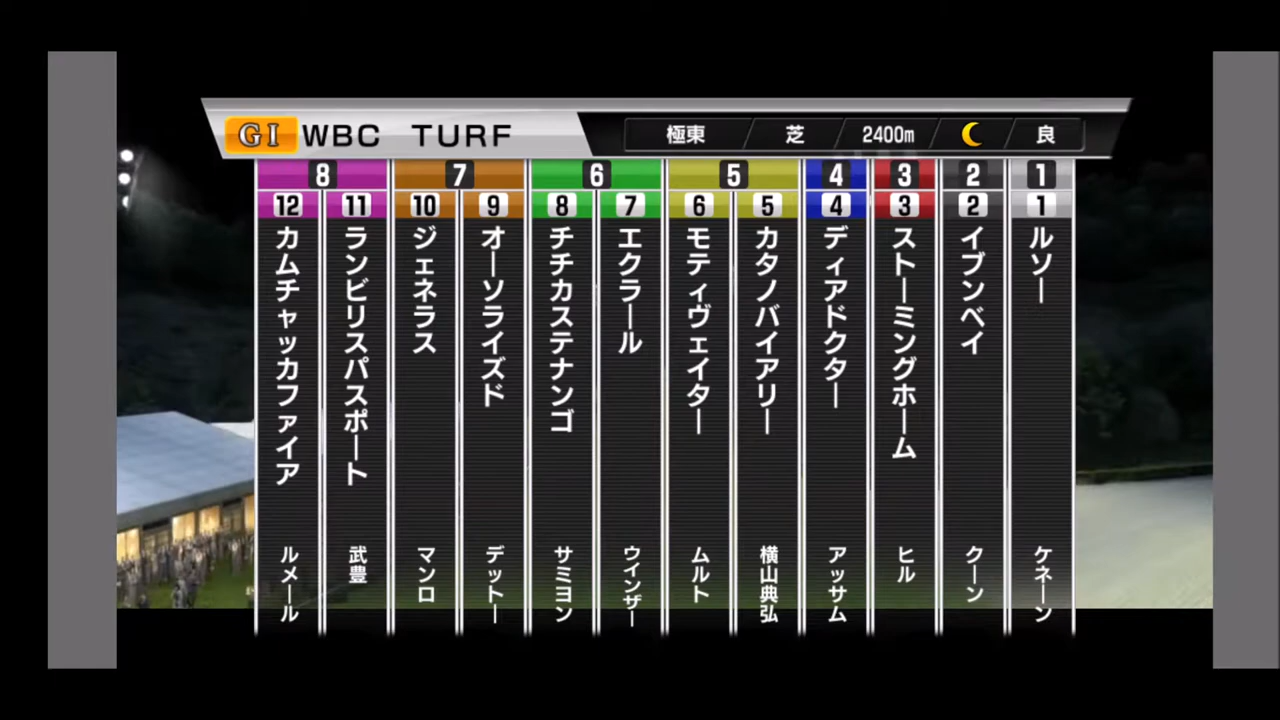 GI WBC TURF 極東 芝 2400m 良
8 7 6 5 4 3 2 1
12 11 10 9 8 7 6 5 4 3 2 1
ルソー
イブンベイ
ストーミングホーム
ディアドクター
カタノバイアリー
モティヴェイター
エクラール
チチカステナンゴ
オーソライズド
ジェネラス
ランビリスパスポート
カムチャッカファイア
ケネーン
クーン
ヒル
アッサム
横山典弘
ムルト
ウインザー
サミヨン
デットー
マンロ
武豊
ルメール